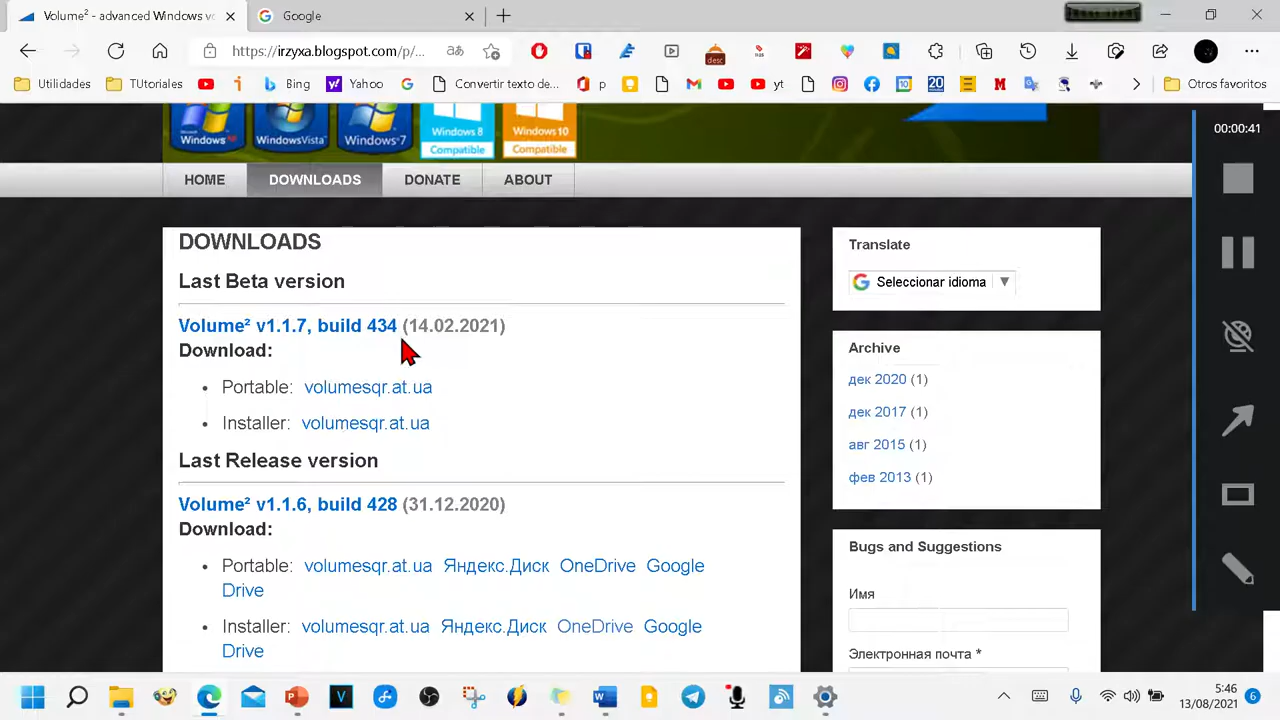 Volume² - advanced Windows vo
Google
https://irzyxa.blogspot.com/p/...
Utilidades
TUtoriales
Bing
Yahoo
Convertir texto de...
p
yt
20
Otros favoritos
00:00:41
Windows
WindowsVista
Windows 7
Windows 8
Compatible
Windows 10
Compatible
HOME
DOWNLOADS
DONATE
ABOUT
DOWNLOADS
Last Beta version
Volume² v1.1.7, build 434 (14.02.2021)
Download:
Portable: volumesqr.at.ua
Installer: volumesqr.at.ua
Last Release version
Volume² v1.1.6, build 428 (31.12.2020)
Download:
Portable: volumesqr.at.ua Яндекс.Диск OneDrive Google
Drive
Installer: volumesqr.at.ua Яндекс.Диск OneDrive Google
Drive
Translate
Seleccionar idioma
Archive
дек 2020 (1)
дек 2017 (1)
авг 2015 (1)
фев 2013 (1)
Bugs and Suggestions
Имя
Электронная почта *
5:46
13/08/2021
6